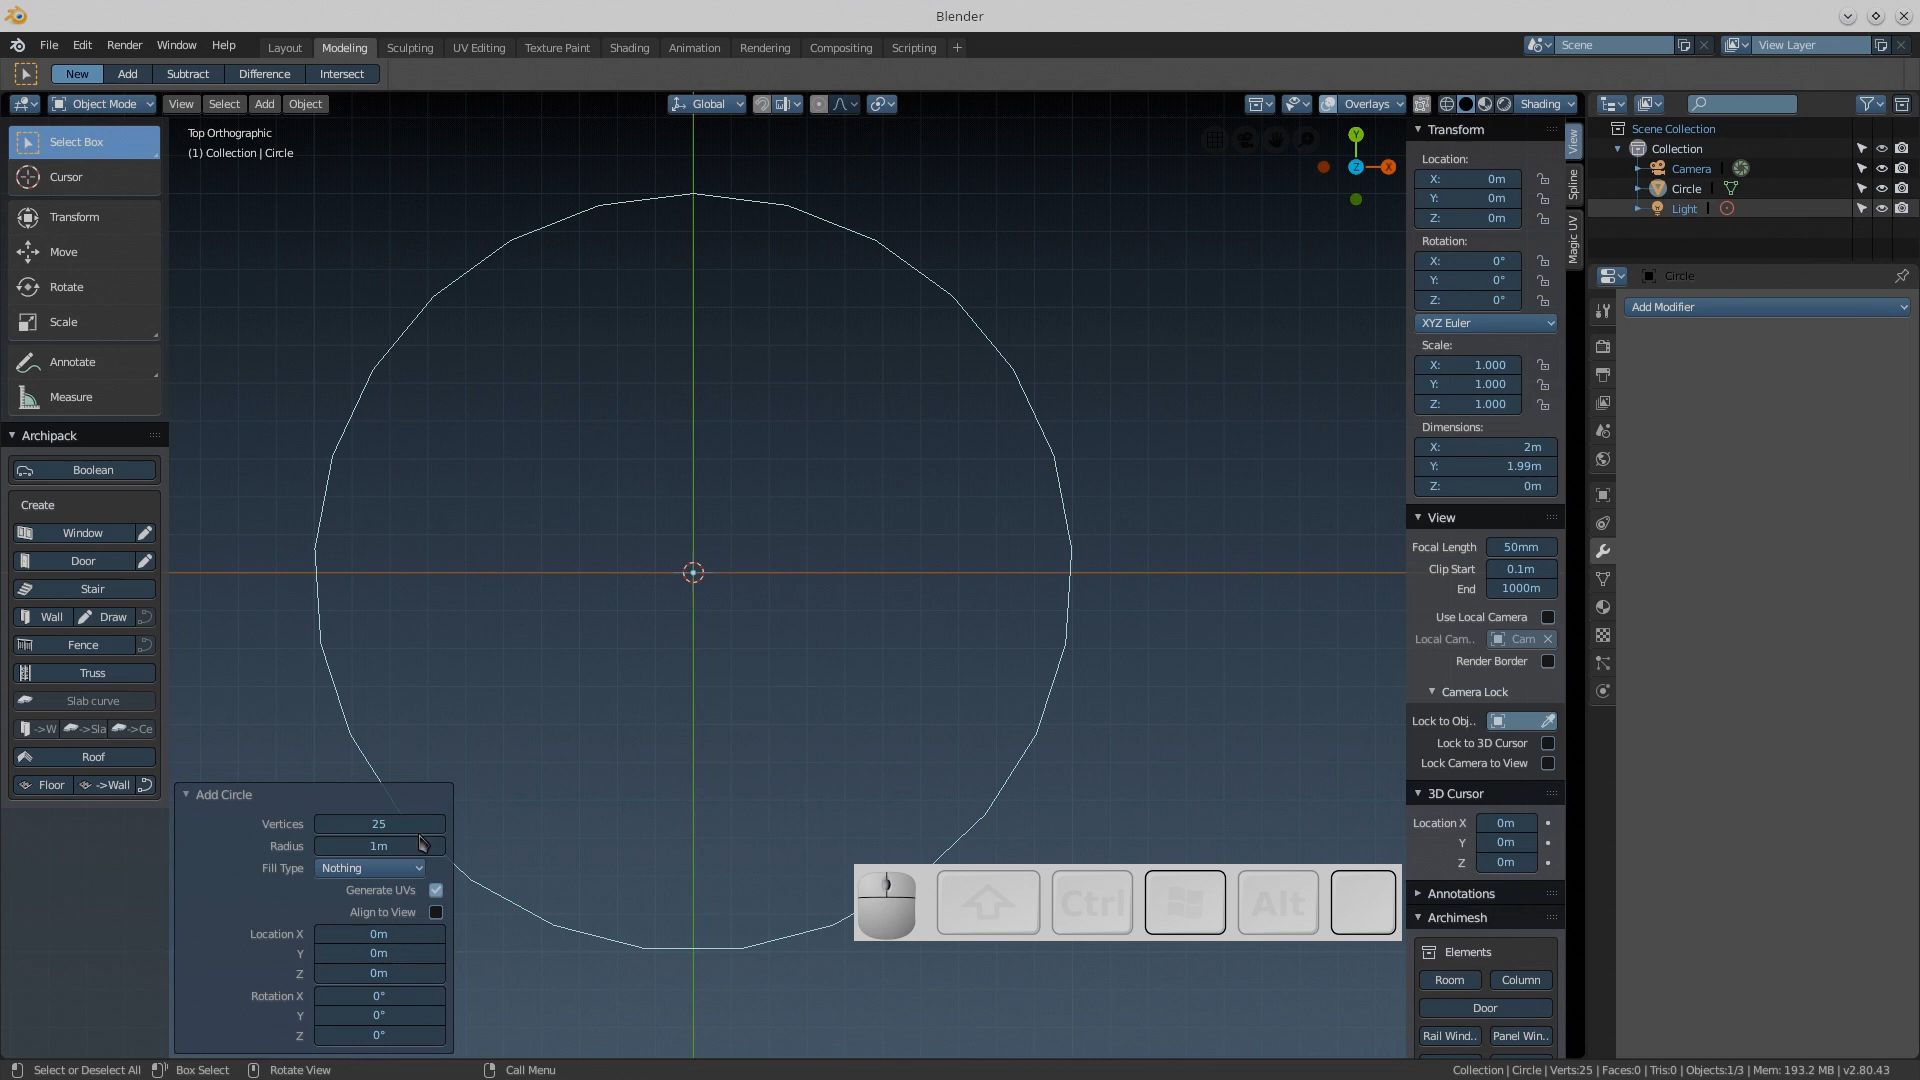 Blender
File Edit Render Window Help
Layout Modeling Sculpting UV Editing Texture Paint Shading Animation Rendering Compositing Scripting +
Scene
View Layer
New Add Subtract Difference Intersect
Object Mode View Select Add Object
Global
Overlays
Shading
Select Box
Cursor
Transform
Move
Rotate
Scale
Annotate
Measure
Archipack
Boolean
Create
Window
Door
Stair
Wall Draw
Fence
Truss
Slab curve
->W ->Sla ->Ce
Roof
Floor ->Wall
Top Orthographic
(1) Collection | Circle
Y
Z
X
Add Circle
Vertices 25
Radius 1m
Fill Type Nothing
Generate UVs
Align to View
Location X 0m
Y 0m
Z 0m
Rotation X 0°
Y 0°
Z 0°
Ctrl
Alt
Transform
Location:
X: 0m
Y: 0m
Z: 0m
Rotation:
X: 0°
Y: 0°
Z: 0°
XYZ Euler
Scale:
X: 1.000
Y: 1.000
Z: 1.000
Dimensions:
X: 2m
Y: 1.99m
Z: 0m
View
Focal Length 50mm
Clip Start 0.1m
End 1000m
Use Local Camera
Local Cam.. Cam
Render Border
Camera Lock
Lock to Obj..
Lock to 3D Cursor
Lock Camera to View
3D Cursor
Location X 0m
Y 0m
Z 0m
Annotations
Archimesh
Elements
Room Column
Door
Rail Wind.. Panel Win..
View
Spline
Magic UV
Scene Collection
Collection
Camera
Circle
Light
Circle
Add Modifier
Select or Deselect All Box Select Rotate View Call Menu
Collection | Circle | Verts:25 | Faces:0 | Tris:0 | Objects:1/3 | Mem: 193.2 MB | v2.80.43